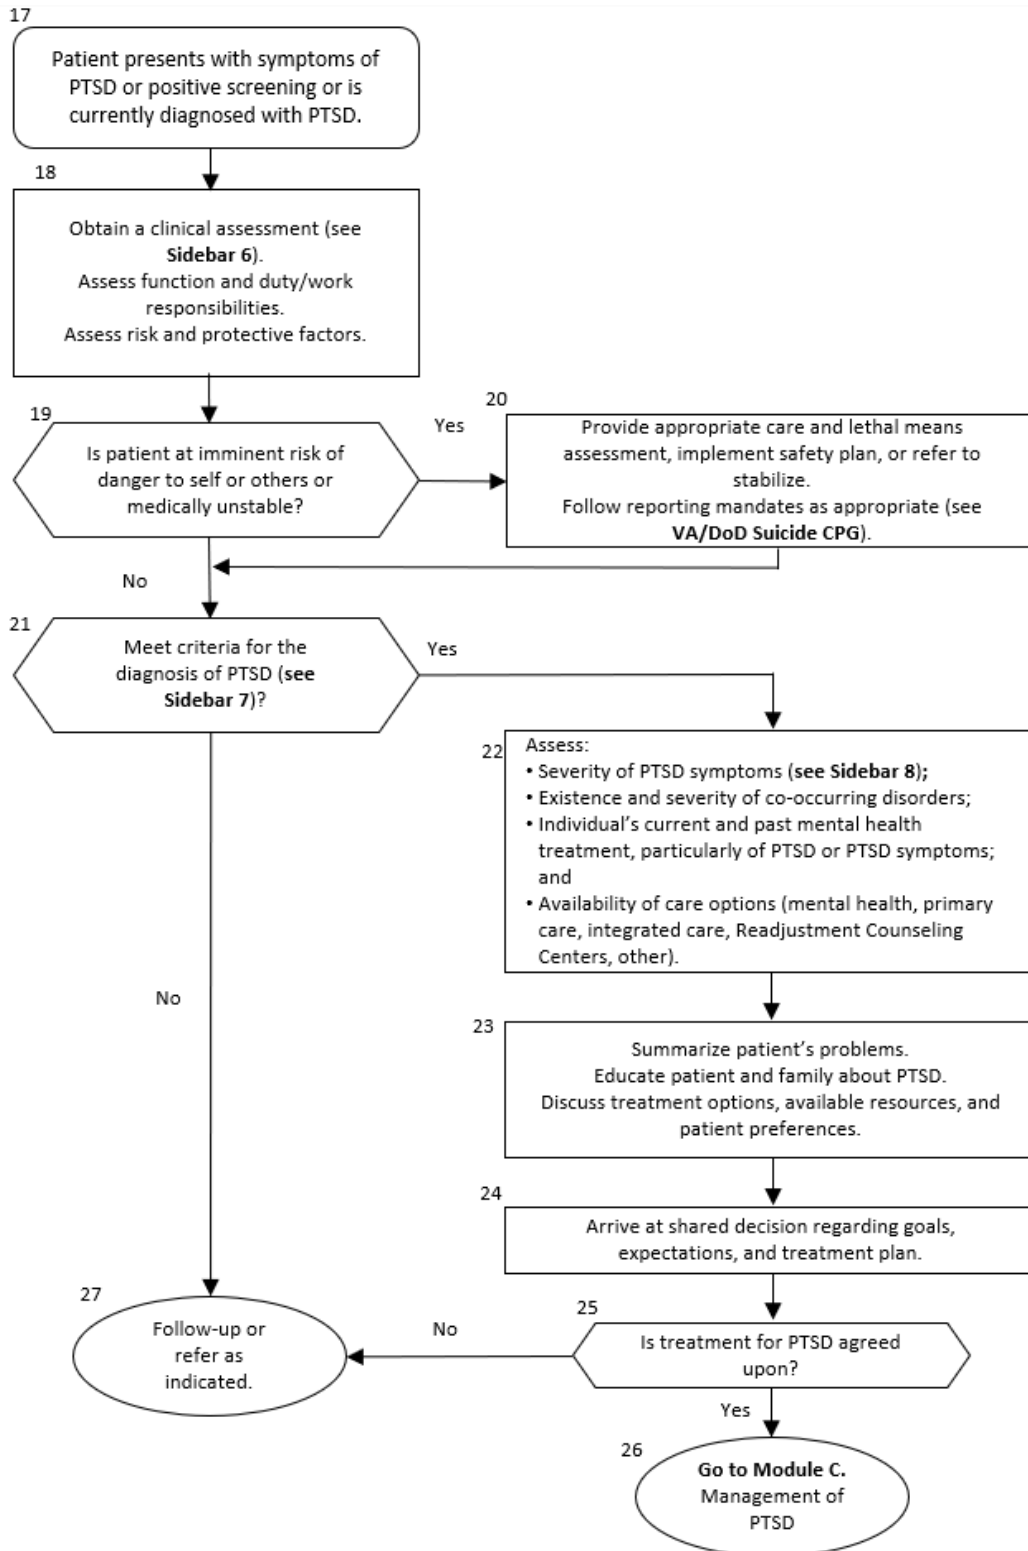 17
Patient presents with symptoms of
PTSD or positive screening or is
currently diagnosed with PTSD.
18
Obtain a clinical assessment (see
Sidebar 6).
Assess function and duty/work
responsibilities.
Assess risk and protective factors.
19
Is patient at imminent risk of
danger to self or others or
medically unstable?
Yes
20
Provide appropriate care and lethal means
assessment, implement safety plan, or refer to
stabilize.
Follow reporting mandates as appropriate (see
VA/DoD Suicide CPG).
No
21
Meet criteria for the
diagnosis of PTSD (see
Sidebar 7)?
Yes
22
Assess:
• Severity of PTSD symptoms (see Sidebar 8);
• Existence and severity of co-occurring disorders;
• Individual's current and past mental health
treatment, particularly of PTSD or PTSD symptoms;
and
• Availability of care options (mental health, primary
care, integrated care, Readjustment Counseling
Centers, other).
No
23
Summarize patient's problems.
Educate patient and family about PTSD.
Discuss treatment options, available resources, and
patient preferences.
24
Arrive at shared decision regarding goals,
expectations, and treatment plan.
25
Is treatment for PTSD agreed
upon?
No
27
Follow-up or
refer as
indicated.
Yes
26
Go to Module C.
Management of
PTSD